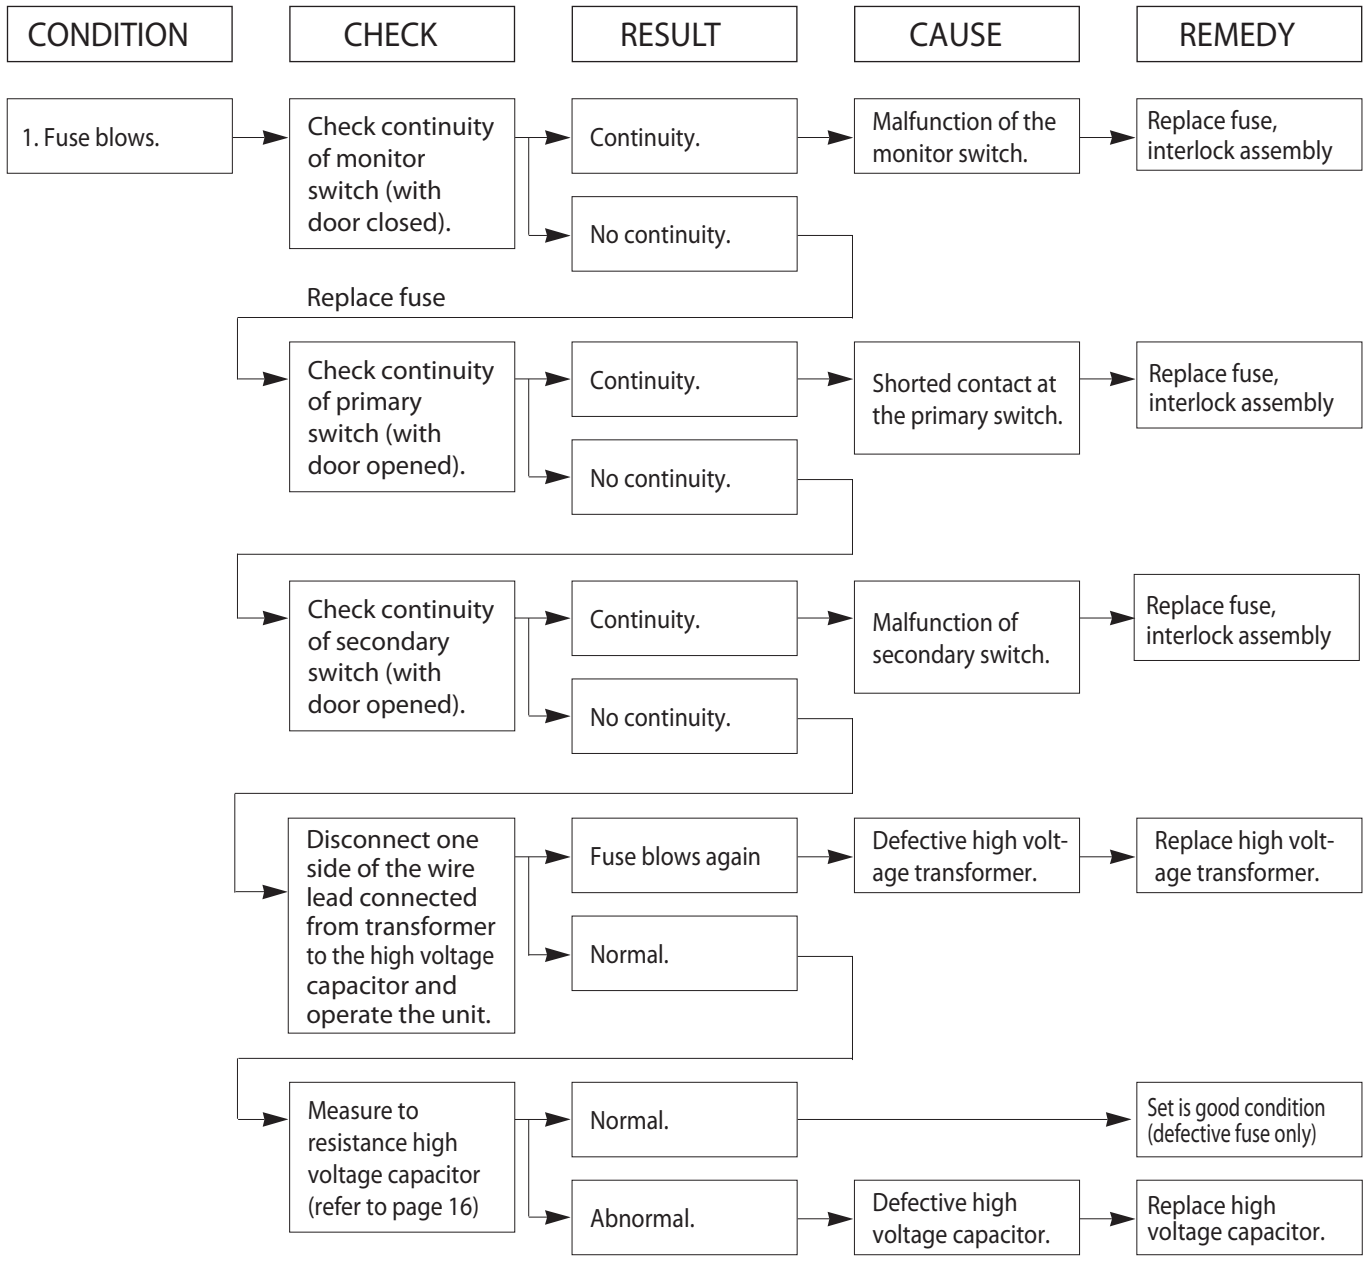 CONDITION
CHECK
RESULT
CAUSE
REMEDY
1. Fuse blows.
Check continuity
of monitor
switch (with
door closed).
Continuity.
Malfunction of the
monitor switch.
Replace fuse,
interlock assembly
No continuity.
Replace fuse
Check continuity
of primary
switch (with
door opened).
Continuity.
Shorted contact at
the primary switch.
Replace fuse,
interlock assembly
No continuity.
Check continuity
of secondary
switch (with
door opened).
Continuity.
Malfunction of
secondary switch.
Replace fuse,
interlock assembly
No continuity.
Disconnect one
side of the wire
lead connected
from transformer
to the high voltage
capacitor and
operate the unit.
Fuse blows again
Defective high volt-
age transformer.
Replace high volt-
age transformer.
Normal.
Measure to
resistance high
voltage capacitor
(refer to page 16)
Normal.
Set is good condition
(defective fuse only)
Abnormal.
Defective high
voltage capacitor.
Replace high
voltage capacitor.